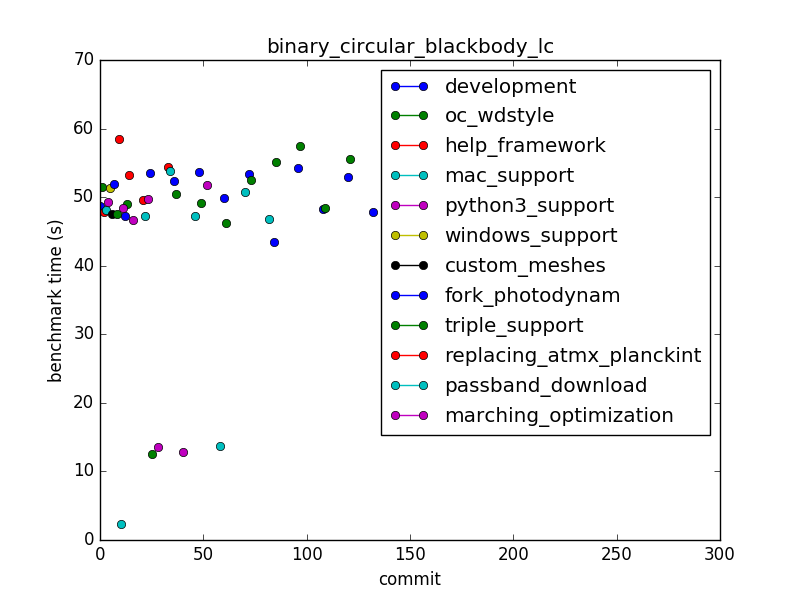 binary_circular_blackbody_lc
70
60
50
40
30
20
10
0
benchmark time (s)
development
oc_wdstyle
help_framework
mac_support
python3_support
windows_support
custom_meshes
fork_photodynam
triple_support
replacing_atmx_planckint
passband_download
marching_optimization
0 50 100 150 200 250 300
commit